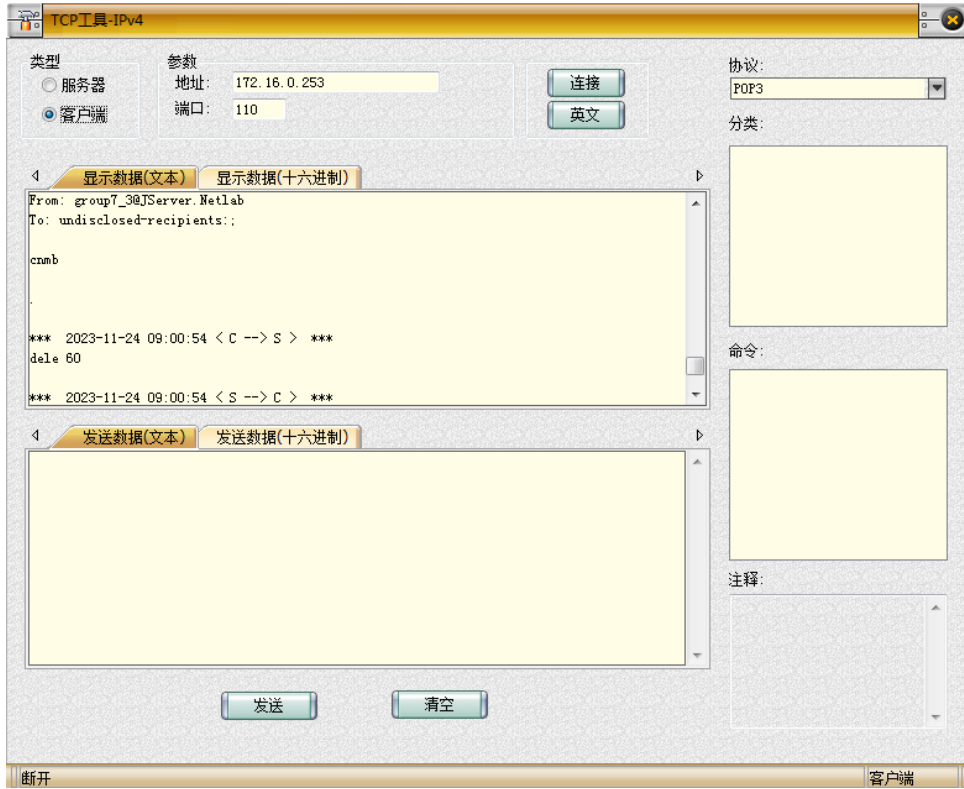 TCP工具-IPv4
类型
服务器
客户端
参数
地址: 172.16.0.253
端口: 110
连接
英文
协议:
POP3
分类:
显示数据(文本) 显示数据(十六进制)
From: group7_3@JServer.Netlab
To: undisclosed-recipients:;
cnmb
.
*** 2023-11-24 09:00:54 < C --> S > ***
dele 60
*** 2023-11-24 09:00:54 < S --> C > ***
命令:
发送数据(文本) 发送数据(十六进制)
注释:
发送 清空
断开 客户端